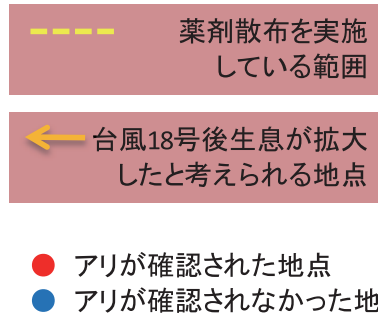 薬剤散布を実施
している範囲
台風18号後生息が拡大
したと考えられる地点
アリが確認された地点
アリが確認されなかった地